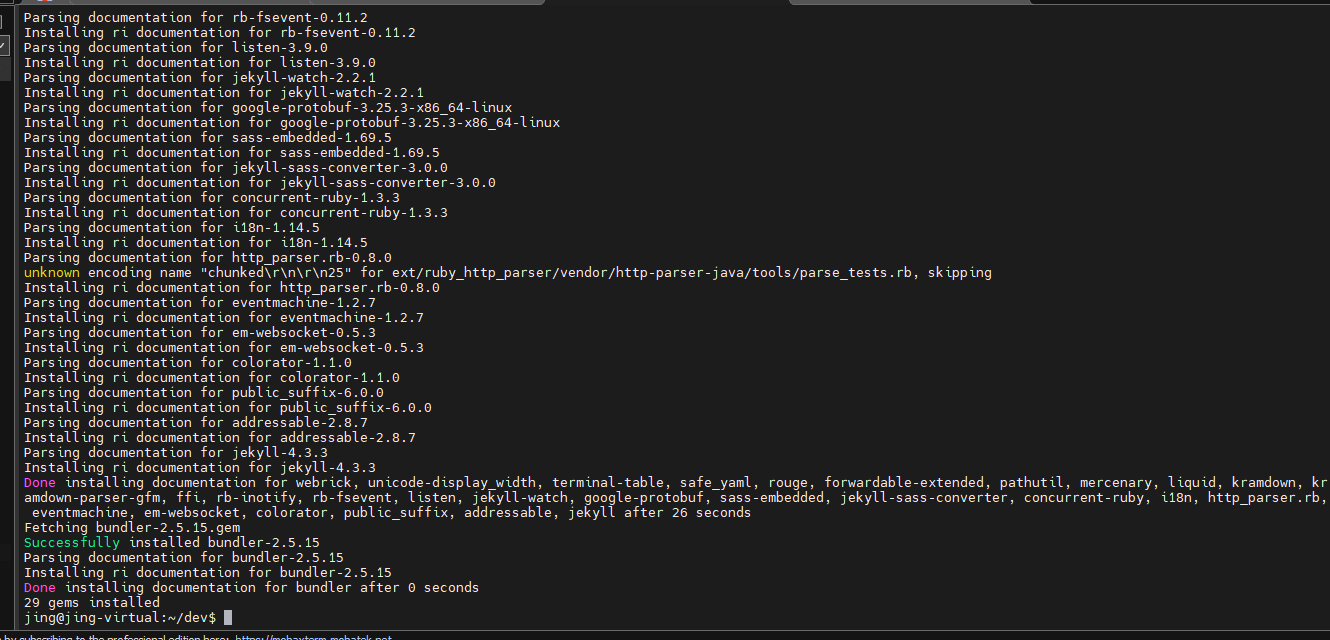 Parsing documentation for rb-fsevent-0.11.2
Installing ri documentation for rb-fsevent-0.11.2
Parsing documentation for listen-3.9.0
Installing ri documentation for listen-3.9.0
Parsing documentation for jekyll-watch-2.2.1
Installing ri documentation for jekyll-watch-2.2.1
Parsing documentation for google-protobuf-3.25.3-x86_64-linux
Installing ri documentation for google-protobuf-3.25.3-x86_64-linux
Parsing documentation for sass-embedded-1.69.5
Installing ri documentation for sass-embedded-1.69.5
Parsing documentation for jekyll-sass-converter-3.0.0
Installing ri documentation for jekyll-sass-converter-3.0.0
Parsing documentation for concurrent-ruby-1.3.3
Installing ri documentation for concurrent-ruby-1.3.3
Parsing documentation for i18n-1.14.5
Installing ri documentation for i18n-1.14.5
Parsing documentation for http_parser.rb-0.8.0
unknown encoding name "chunked\r\n\r\n25" for ext/ruby_http_parser/vendor/http-parser-java/tools/parse_tests.rb, skipping
Installing ri documentation for http_parser.rb-0.8.0
Parsing documentation for eventmachine-1.2.7
Installing ri documentation for eventmachine-1.2.7
Parsing documentation for em-websocket-0.5.3
Installing ri documentation for em-websocket-0.5.3
Parsing documentation for colorator-1.1.0
Installing ri documentation for colorator-1.1.0
Parsing documentation for public_suffix-6.0.0
Installing ri documentation for public_suffix-6.0.0
Parsing documentation for addressable-2.8.7
Installing ri documentation for addressable-2.8.7
Parsing documentation for jekyll-4.3.3
Installing ri documentation for jekyll-4.3.3
Done installing documentation for webrick, unicode-display_width, terminal-table, safe_yaml, rouge, forwardable-extended, pathutil, mercenary, liquid, kramdown, kr
amdown-parser-gfm, ffi, rb-inotify, rb-fsevent, listen, jekyll-watch, google-protobuf, sass-embedded, jekyll-sass-converter, concurrent-ruby, i18n, http_parser.rb,
eventmachine, em-websocket, colorator, public_suffix, addressable, jekyll after 26 seconds
Fetching bundler-2.5.15.gem
Successfully installed bundler-2.5.15
Parsing documentation for bundler-2.5.15
Installing ri documentation for bundler-2.5.15
Done installing documentation for bundler after 0 seconds
29 gems installed
jing@jing-virtual:~/dev$
by subscribing to the professional edition here: https://mobaxterm.mobatek.net